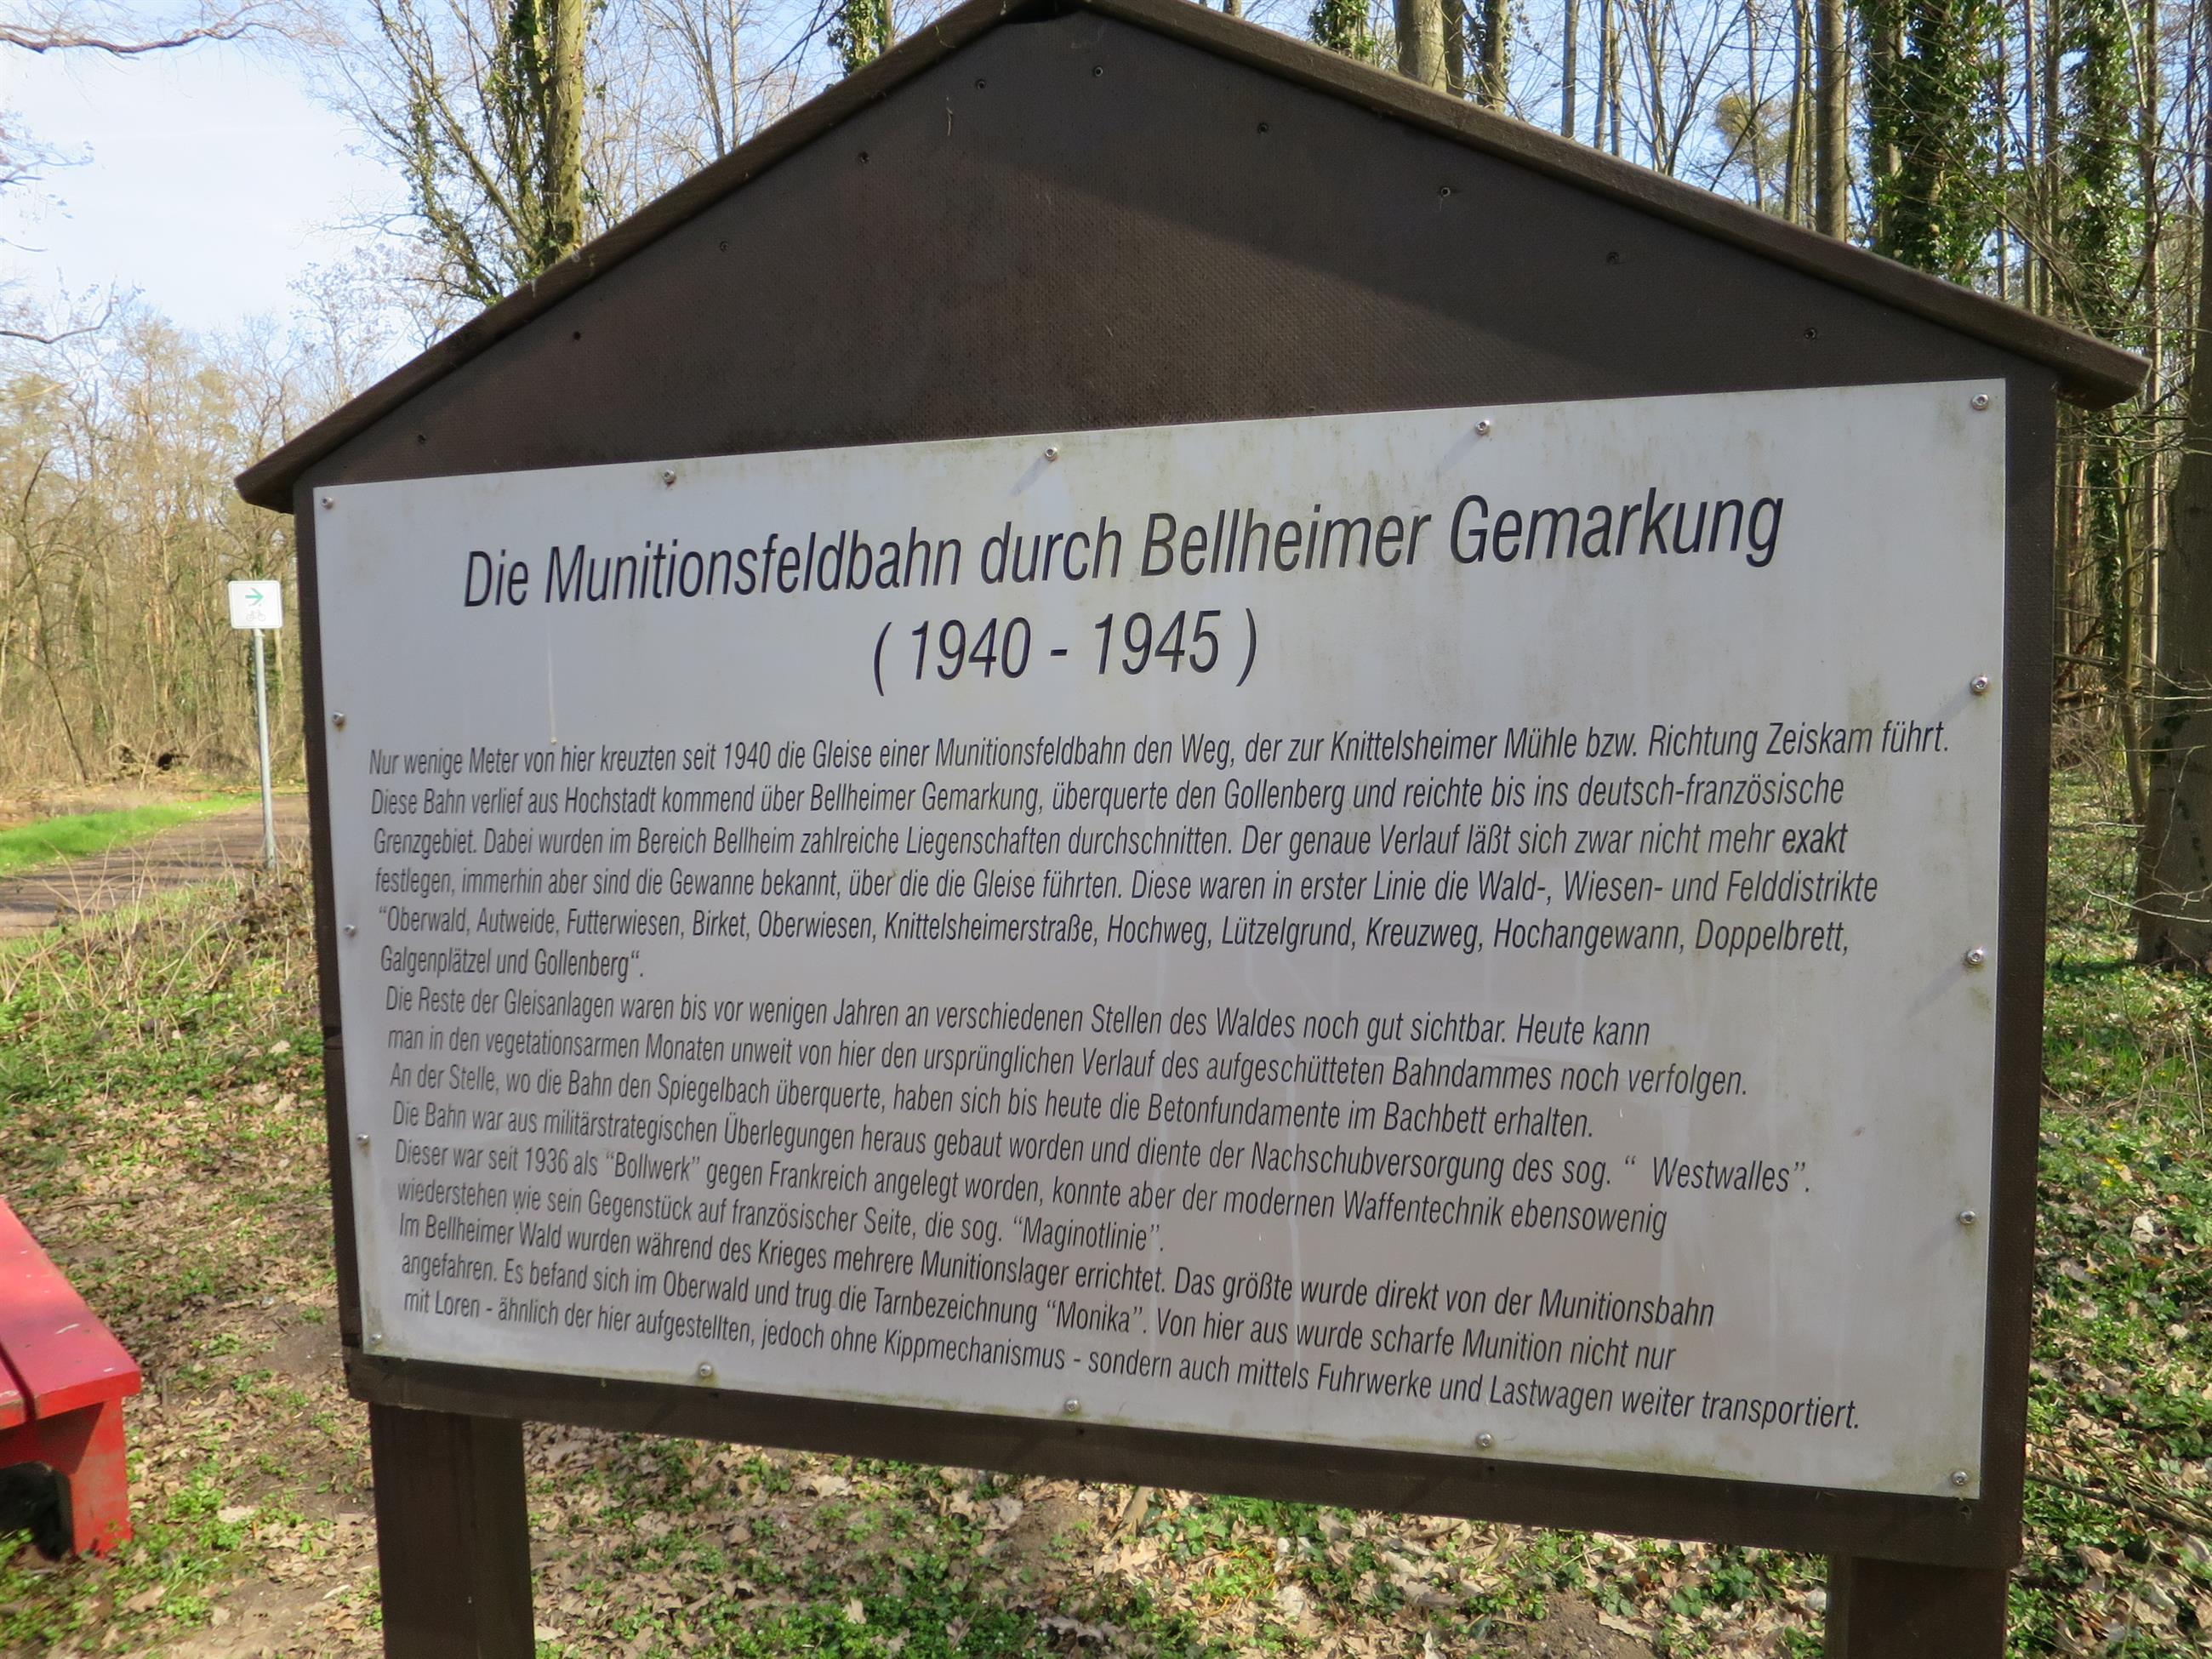 Die Munitionsfeldbahn durch Bellheimer Gemarkung
( 1940 - 1945 )
Nur wenige Meter von hier kreuzten seit 1940 die Gleise einer Munitionsfeldbahn den Weg, der zur Knittelsheimer Mühle bzw. Richtung Zeiskam führt.
Diese Bahn verlief aus Hochstadt kommend über Bellheimer Gemarkung, überquerte den Gollenberg und reichte bis ins deutsch-französische
Grenzgebiet. Dabei wurden im Bereich Bellheim zahlreiche Liegenschaften durchschnitten. Der genaue Verlauf läßt sich zwar nicht mehr exakt
festlegen, immerhin aber sind die Gewanne bekannt, über die die Gleise führten. Diese waren in erster Linie die Wald-, Wiesen- und Felddistrikte
“Oberwald, Autweide, Futterwiesen, Birket, Oberwiesen, Knittelsheimerstraße, Hochweg, Lützelgrund, Kreuzweg, Hochangewann, Doppelbrett,
Galgenplätzel und Gollenberg“.
Die Reste der Gleisanlagen waren bis vor wenigen Jahren an verschiedenen Stellen des Waldes noch gut sichtbar. Heute kann
man in den vegetationsarmen Monaten unweit von hier den ursprünglichen Verlauf des aufgeschütteten Bahndammes noch verfolgen.
An der Stelle, wo die Bahn den Spiegelbach überquerte, haben sich bis heute die Betonfundamente im Bachbett erhalten.
Die Bahn war aus militärstrategischen Überlegungen heraus gebaut worden und diente der Nachschubversorgung des sog. “ Westwalles”.
Dieser war seit 1936 als “Bollwerk” gegen Frankreich angelegt worden, konnte aber der modernen Waffentechnik ebensowenig
wiederstehen wie sein Gegenstück auf französischer Seite, die sog. “Maginotlinie”.
Im Bellheimer Wald wurden während des Krieges mehrere Munitionslager errichtet. Das größte wurde direkt von der Munitionsbahn
angefahren. Es befand sich im Oberwald und trug die Tarnbezeichnung “Monika”. Von hier aus wurde scharfe Munition nicht nur
mit Loren - ähnlich der hier aufgestellten, jedoch ohne Kippmechanismus - sondern auch mittels Fuhrwerke und Lastwagen weiter transportiert.